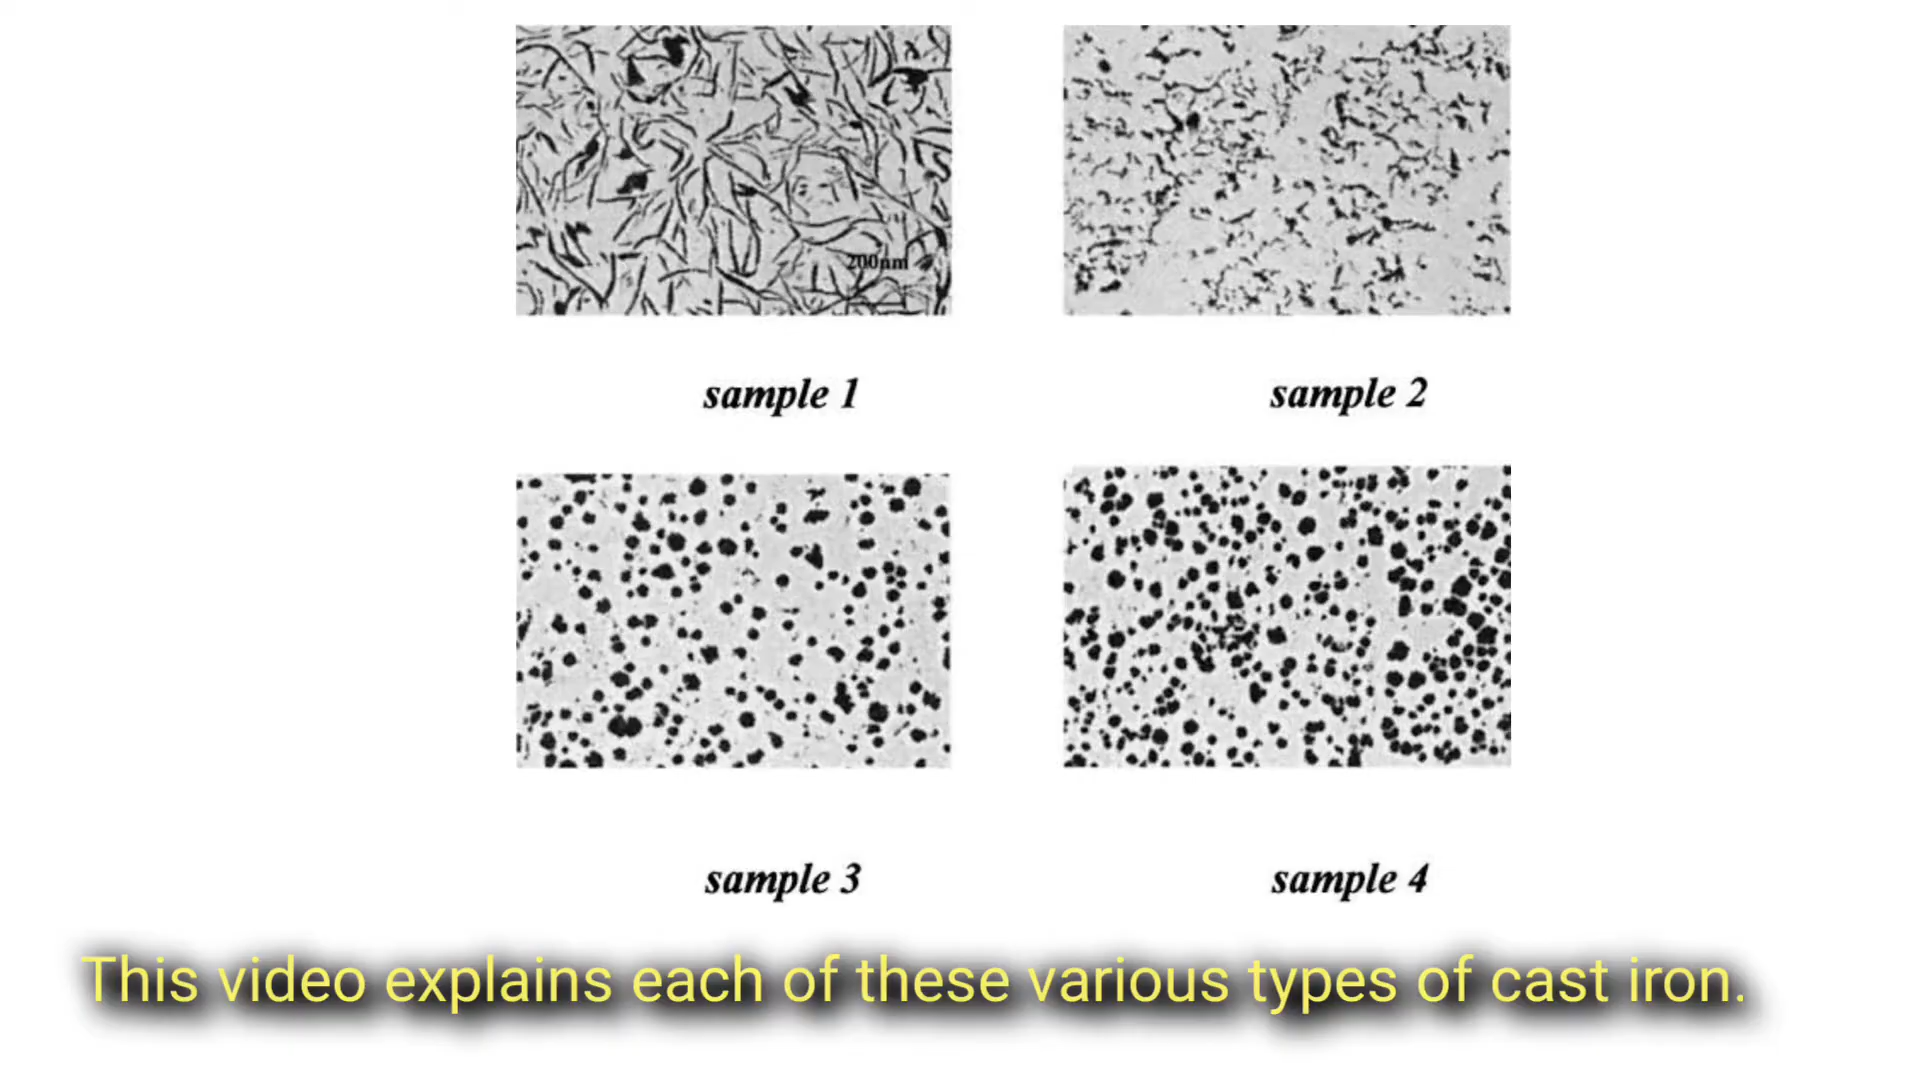 200nm
sample 1
sample 2
sample 3
sample 4
This video explains each of these various types of cast iron.